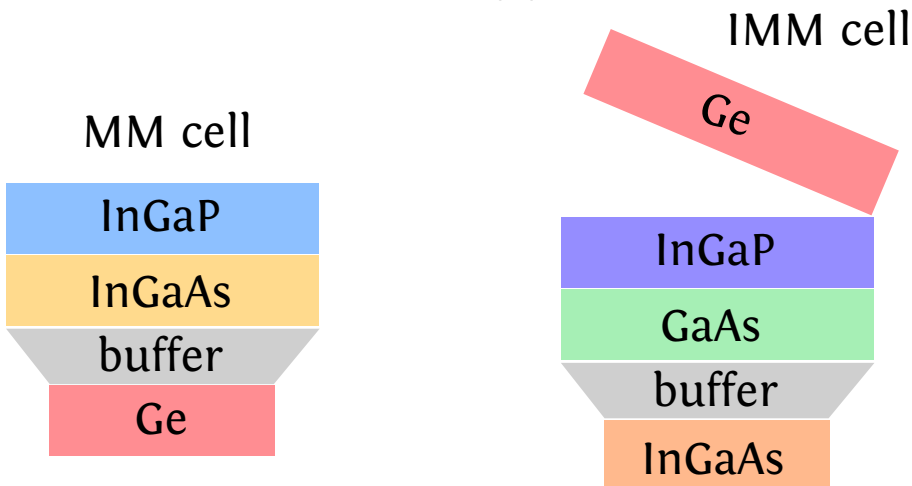 MM cell
InGaP
InGaAs
buffer
Ge
IMM cell
Ge
InGaP
GaAs
buffer
InGaAs